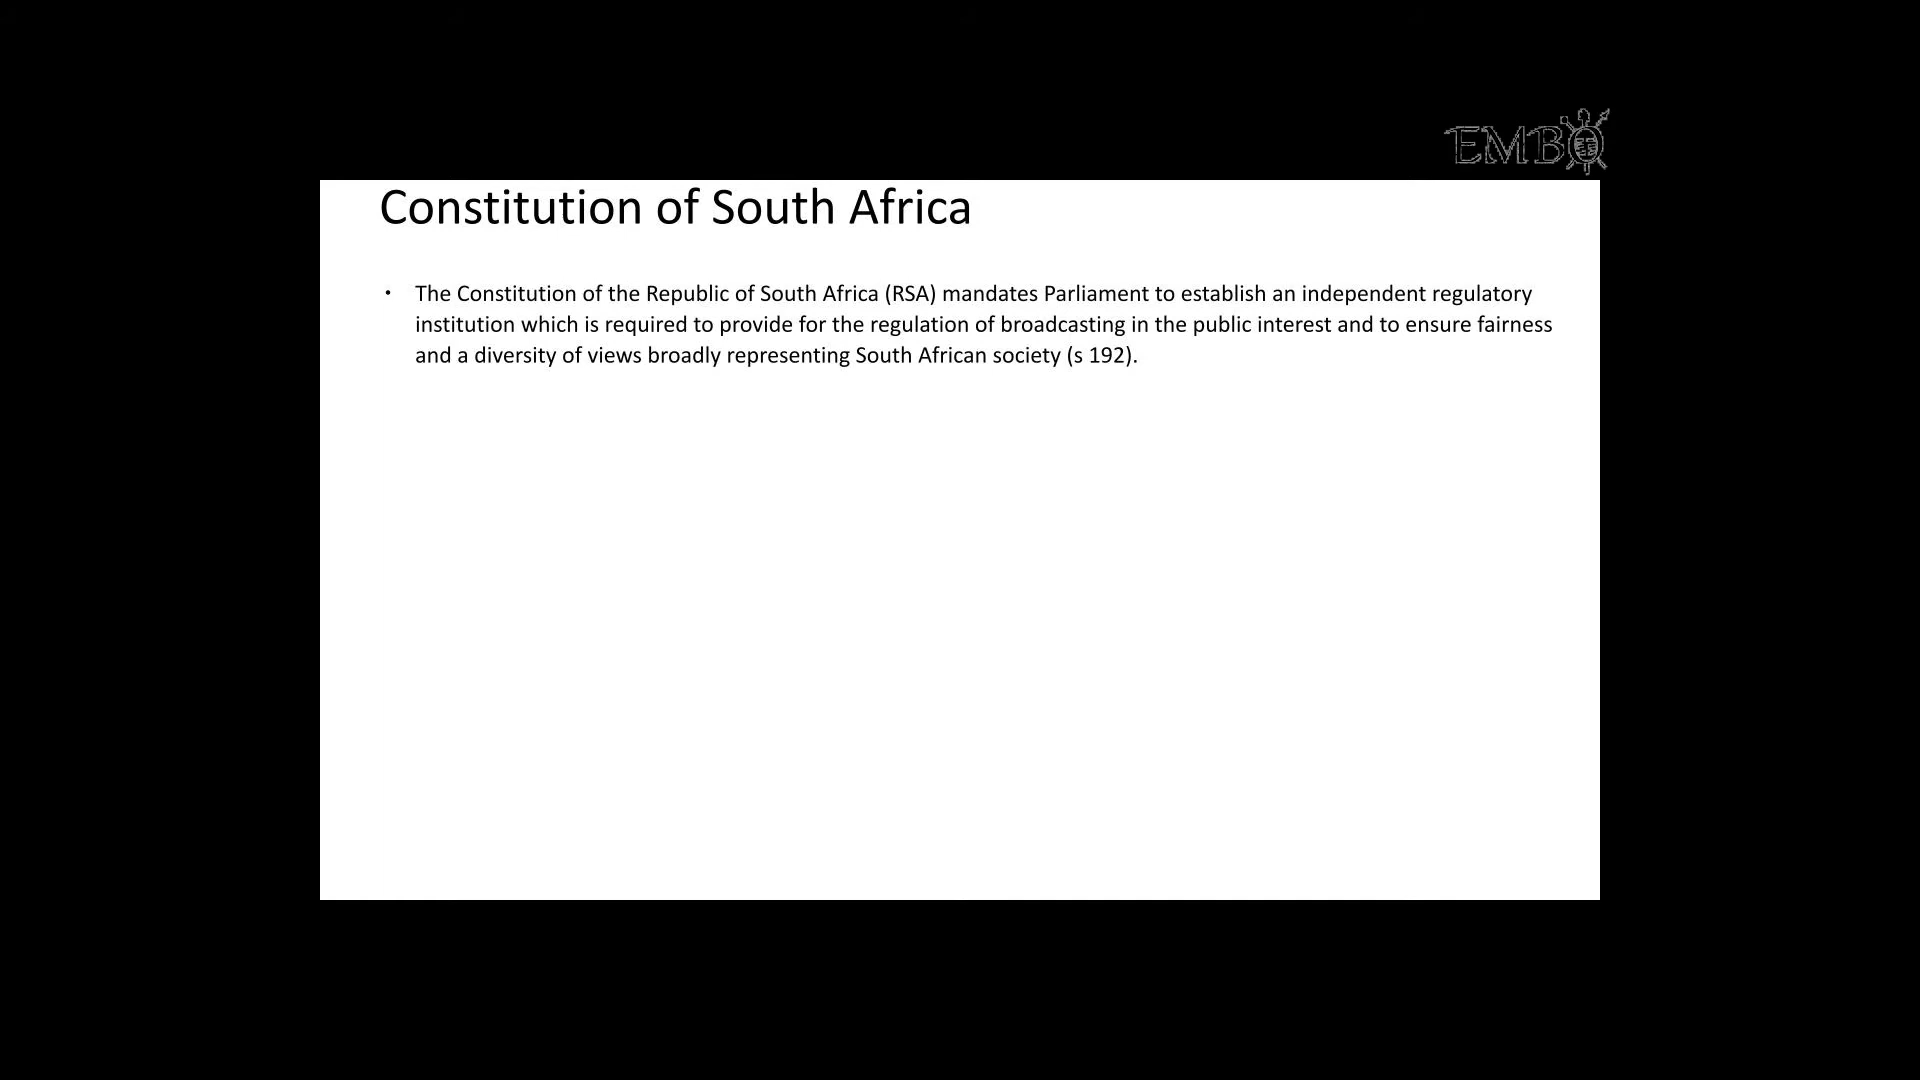 EMBO
Constitution of South Africa
• The Constitution of the Republic of South Africa (RSA) mandates Parliament to establish an independent regulatory
institution which is required to provide for the regulation of broadcasting in the public interest and to ensure fairness
and a diversity of views broadly representing South African society (s 192).